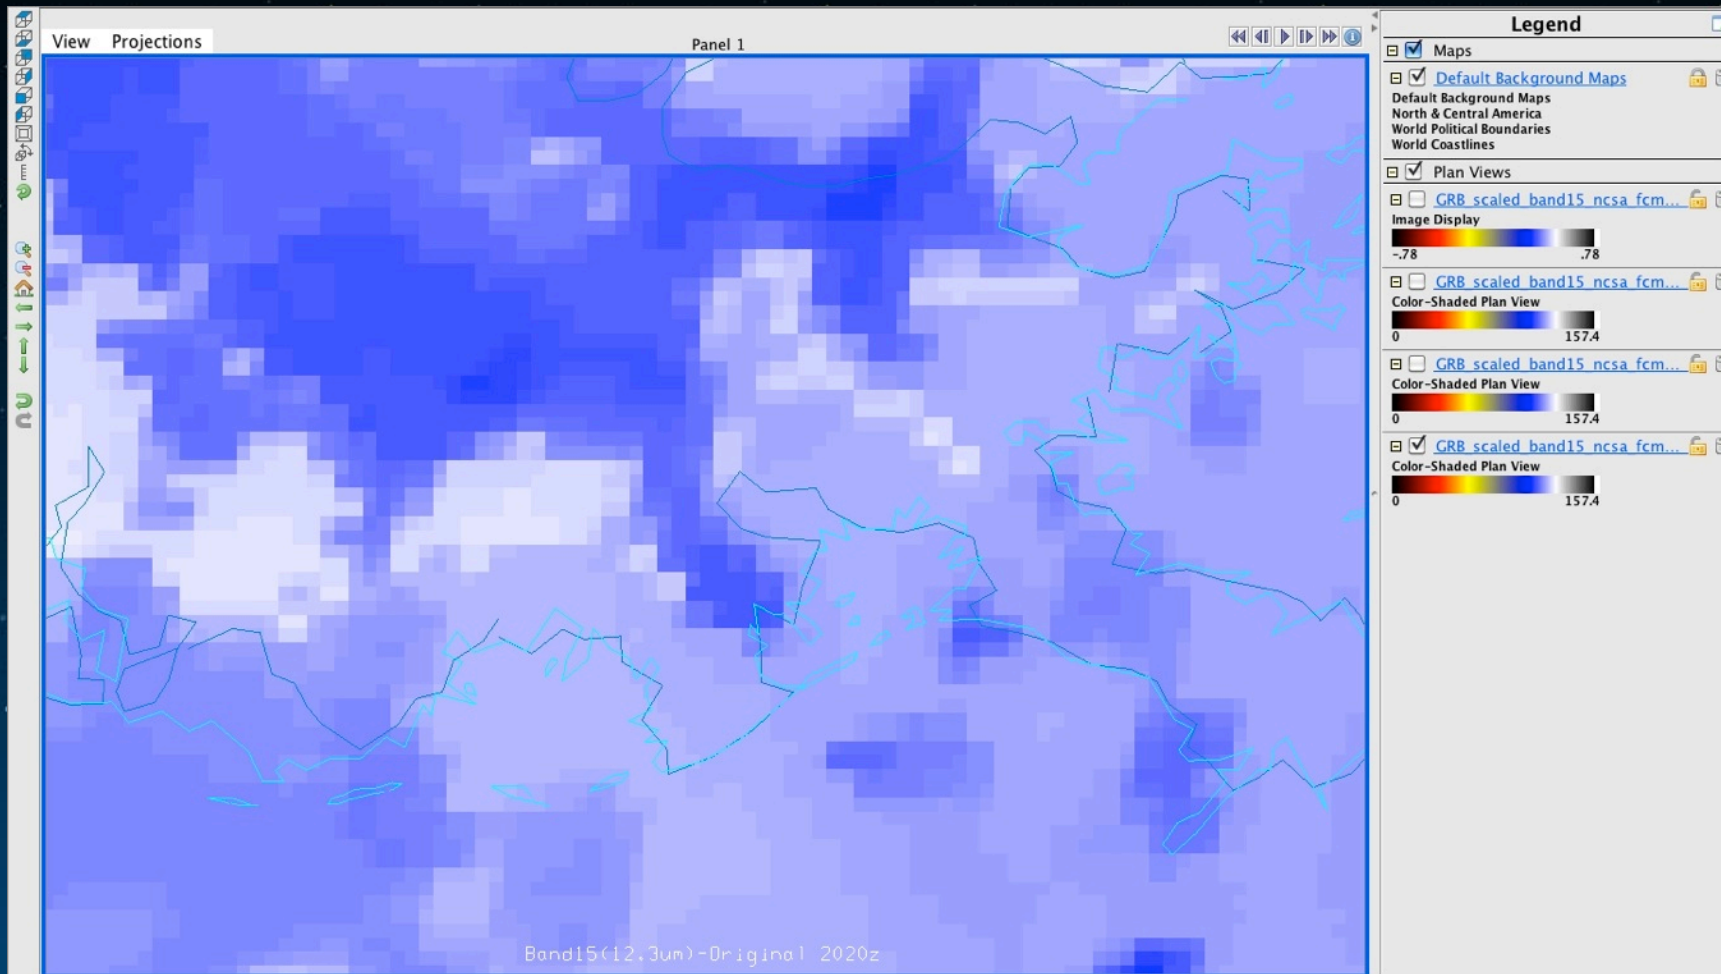 View Projections
Panel 1
Legend
Maps
Default Background Maps
Default Background Maps
North & Central America
World Political Boundaries
World Coastlines
Plan Views
GRB_scaled_band15_ncsa_fcm...
Image Display
-.78 .78
GRB_scaled_band15_ncsa_fcm...
Color-Shaded Plan View
0 157.4
GRB_scaled_band15_ncsa_fcm...
Color-Shaded Plan View
0 157.4
GRB_scaled_band15_ncsa_fcm...
Color-Shaded Plan View
0 157.4
Band15(12.3um)-Original 2020z